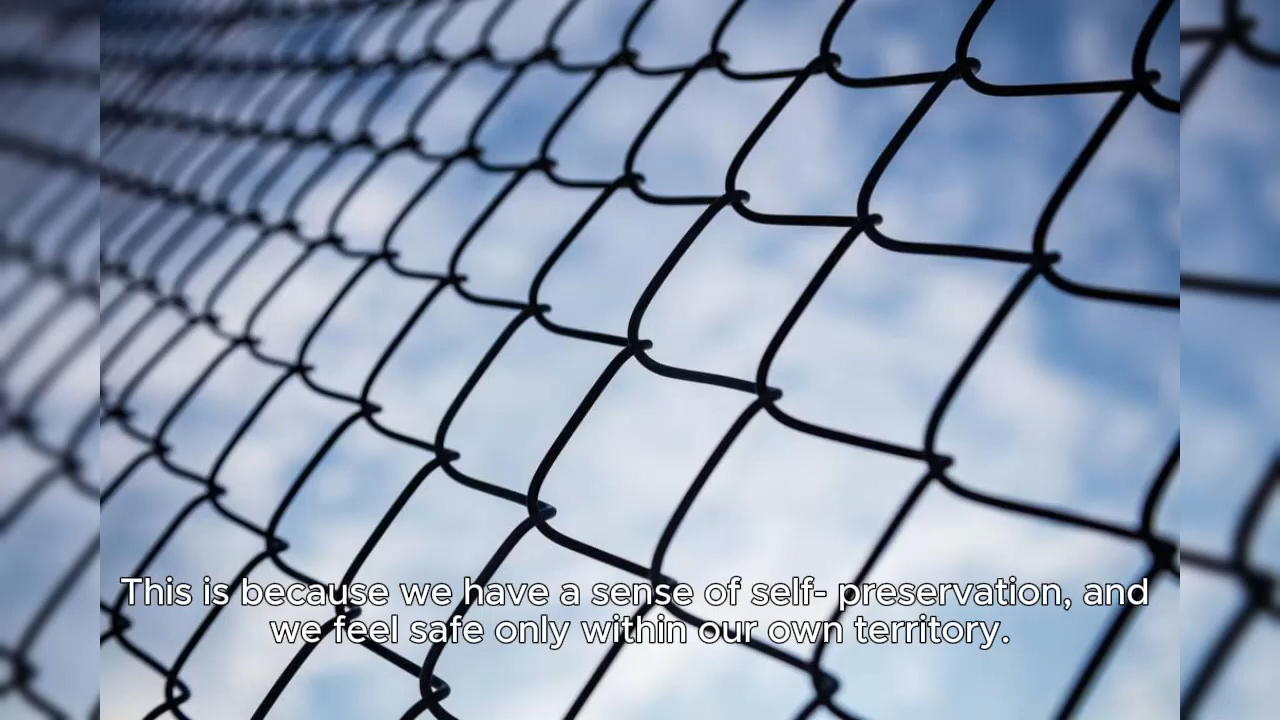 This is because we have a sense of self- preservation, and
we feel safe only within our own territory.